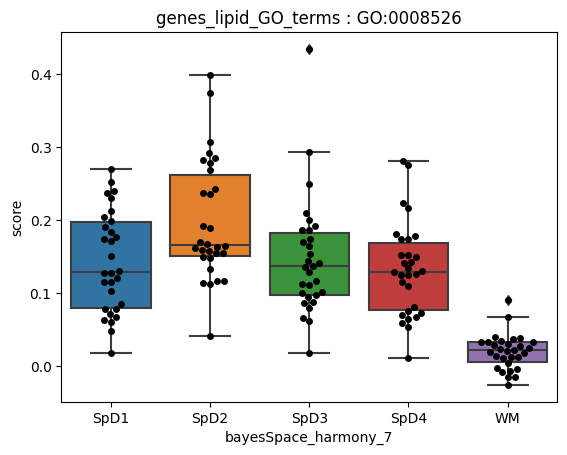 genes_lipid_GO_terms : GO:0008526
0.4
0.3
0.2
0.1
0.0
score
SpD1 SpD2 SpD3 SpD4 WM
bayesSpace_harmony_7